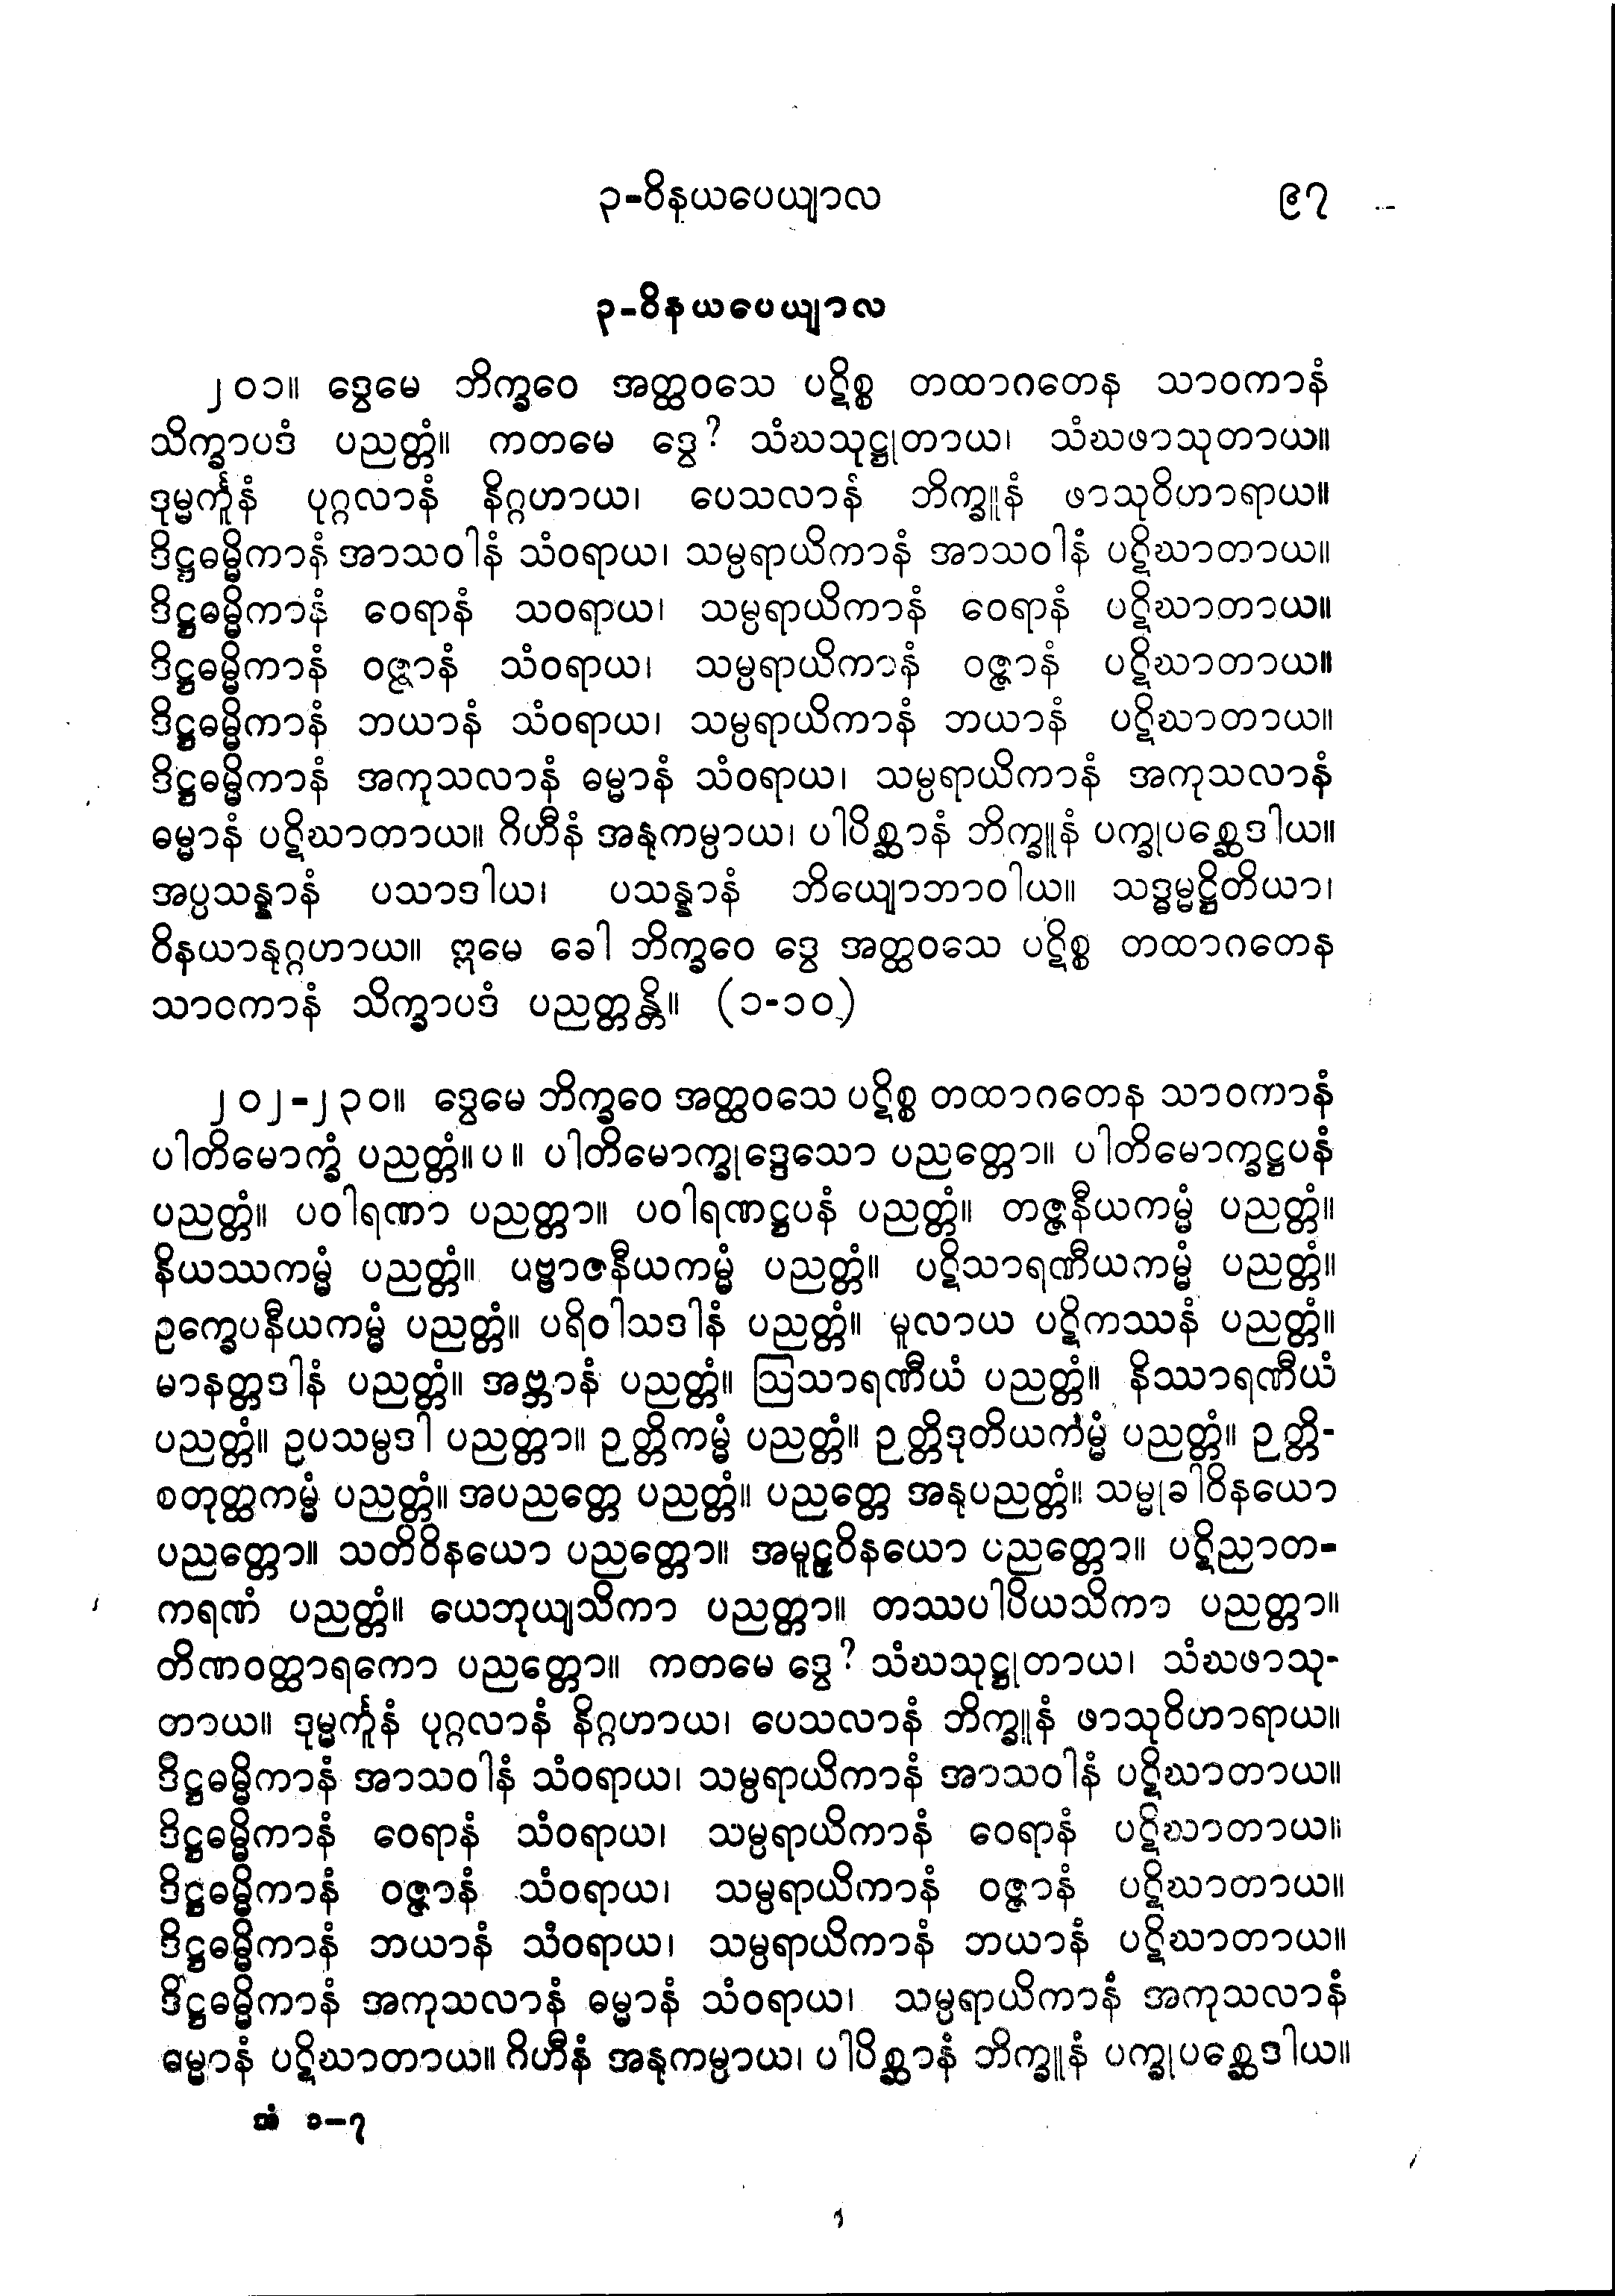 ၃-ဝိနယပေယျာလ ၉၇
၃-ဝိနယပေယျာလ
၂၀၁။ ဒွေမေ ဘိက္ခဝေ အတ္ထဝသေ ပဋိစ္စ တထာဂတေန သာဝကာနံ
သိက္ခာပဒံ ပညတ္တံ။ ကတမေ ဒွေ? သံဃသုဋ္ဌုတာယ၊ သံဃဖာသုတာယ။
ဒုမ္မင်္ကူနံ ပုဂ္ဂလာနံ နိဂ္ဂဟာယ၊ ပေသလာနံ ဘိက္ခူနံ ဖာသုဝိဟာရာယ။
ဒိဋ္ဌဓမ္မိကာနံ အာသဝါနံ သံဝရာယ၊ သမ္ပရာယိကာနံ အာသဝါနံ ပဋိဃာတာယ။
ဒိဋ္ဌဓမ္မိကာနံ ဝေရာနံ သဝရာယ၊ သမ္ပရာယိကာနံ ဝေရာနံ ပဋိဃာတာယ။
ဒိဋ္ဌဓမ္မိကာနံ ဝဇ္ဇာနံ သံဝရာယ၊ သမ္ပရာယိကာနံ ဝဇ္ဇာနံ ပဋိဃာတာယ။
ဒိဋ္ဌဓမ္မိကာနံ ဘယာနံ သံဝရာယ၊ သမ္ပရာယိကာနံ ဘယာနံ ပဋိဃာတာယ။
ဒိဋ္ဌဓမ္မိကာနံ အကုသလာနံ ဓမ္မာနံ သံဝရာယ၊ သမ္ပရာယိကာနံ အကုသလာနံ
ဓမ္မာနံ ပဋိဃာတာယ။ ဂိဟီနံ အနုကမ္ပာယ၊ ပါပိစ္ဆာနံ ဘိက္ခူနံ ပက္ခုပစ္ဆေဒါယ။
အပ္ပသန္နာနံ ပသာဒါယ၊ ပသန္နာနံ ဘိယျောဘာဝါယ။ သဒ္ဓမ္မဋ္ဌိတိယာ၊
ဝိနယာနုဂ္ဂဟာယ။ ဣမေ ခေါ ဘိက္ခဝေ ဒွေ အတ္ထဝသေ ပဋိစ္စ တထာဂတေန
သာဝကာနံ သိက္ခာပဒံ ပညတ္တန္တိ။ (၁-၁၀)
၂၀၂-၂၃၀။ ဒွေမေ ဘိက္ခဝေ အတ္ထဝသေ ပဋိစ္စ တထာဂတေန သာဝကာနံ
ပါတိမောက္ခံ ပညတ္တံ။ပ။ ပါတိမောက္ခုဒ္ဒေသော ပညတ္တော။ ပါတိမောက္ခဋ္ဌပနံ
ပညတ္တံ။ ပဝါရဏာ ပညတ္တာ။ ပဝါရဏဋ္ဌပနံ ပညတ္တံ။ တဇ္ဇနီယကမ္မံ ပညတ္တံ။
နိယဿကမ္မံ ပညတ္တံ။ ပဗ္ဗာဇနီယကမ္မံ ပညတ္တံ။ ပဋိသာရဏီယကမ္မံ ပညတ္တံ။
ဥက္ခေပနီယကမ္မံ ပညတ္တံ။ ပရိဝါသဒါနံ ပညတ္တံ။ မူလာယ ပဋိကဿနံ ပညတ္တံ။
မာနတ္တဒါနံ ပညတ္တံ။ အဗ္ဘာနံ ပညတ္တံ။ ဩသာရဏီယံ ပညတ္တံ။ နိဿာရဏီယံ
ပညတ္တံ။ ဥပသမ္ပဒါ ပညတ္တာ။ ဉတ္တိကမ္မံ ပညတ္တံ။ ဉတ္တိဒုတိယကမ္မံ ပညတ္တံ။ ဉတ္တိ-
စတုတ္ထကမ္မံ ပညတ္တံ။ အပညတ္တေ ပညတ္တံ။ ပညတ္တေ အနုပညတ္တံ။ သမ္မုခါဝိနယော
ပညတ္တော။ သတိဝိနယော ပညတ္တော။ အမူဠှဝိနယော ပညတ္တော။ ပဋိညာတ-
ကရဏံ ပညတ္တံ။ ယေဘုယျသိကာ ပညတ္တာ။ တဿပါပိယသိကာ ပညတ္တာ။
တိဏဝတ္ထာရကော ပညတ္တော။ ကတမေ ဒွေ? သံဃသုဋ္ဌုတာယ၊ သံဃဖာသု-
တာယ။ ဒုမ္မင်္ကူနံ ပုဂ္ဂလာနံ နိဂ္ဂဟာယ၊ ပေသလာနံ ဘိက္ခူနံ ဖာသုဝိဟာရာယ။
ဒိဋ္ဌဓမ္မိကာနံ အာသဝါနံ သံဝရာယ၊ သမ္ပရာယိကာနံ အာသဝါနံ ပဋိဃာတာယ။
ဒိဋ္ဌဓမ္မိကာနံ ဝေရာနံ သံဝရာယ၊ သမ္ပရာယိကာနံ ဝေရာနံ ပဋိဃာတာယ။
ဒိဋ္ဌဓမ္မိကာနံ ဝဇ္ဇာနံ သံဝရာယ၊ သမ္ပရာယိကာနံ ဝဇ္ဇာနံ ပဋိဃာတာယ။
ဒိဋ္ဌဓမ္မိကာနံ ဘယာနံ သံဝရာယ၊ သမ္ပရာယိကာနံ ဘယာနံ ပဋိဃာတာယ။
ဒိဋ္ဌဓမ္မိကာနံ အကုသလာနံ ဓမ္မာနံ သံဝရာယ၊ သမ္ပရာယိကာနံ အကုသလာနံ
ဓမ္မာနံ ပဋိဃာတာယ။ ဂိဟီနံ အနုကမ္ပာယ၊ ပါပိစ္ဆာနံ ဘိက္ခူနံ ပက္ခုပစ္ဆေဒါယ။
အံ ၁-၇